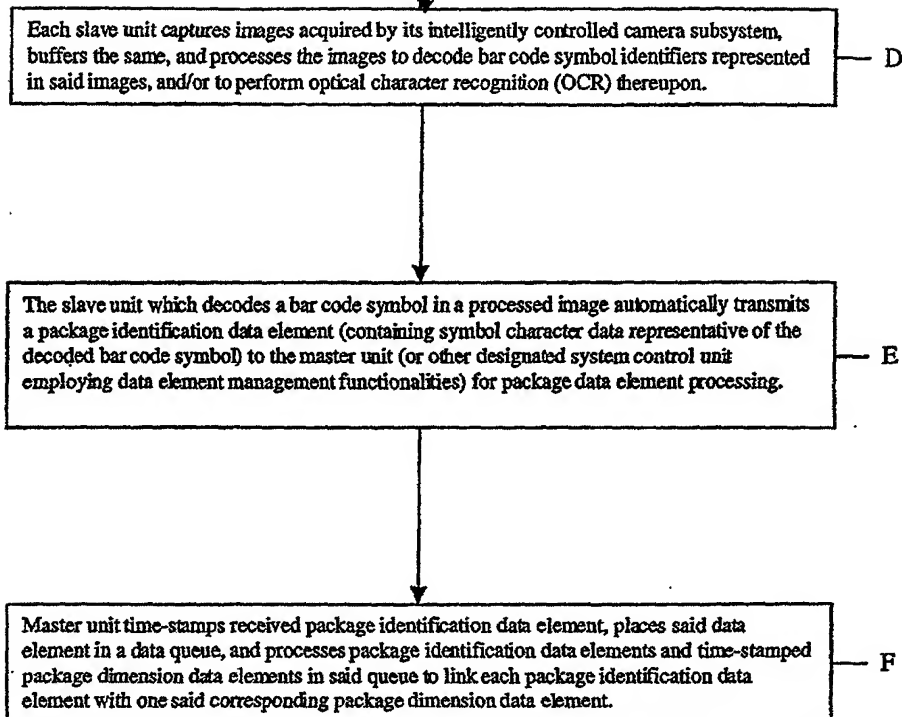 Each slave unit captures images acquired by its intelligently controlled camera subsystem,
buffers the same, and processes the images to decode bar code symbol identifiers represented
in said images, and/or to perform optical character recognition (OCR) thereupon.
D
The slave unit which decodes a bar code symbol in a processed image automatically transmits
a package identification data element (containing symbol character data representative of the
decoded bar code symbol) to the master unit (or other designated system control unit
employing data element management functionalities) for package data element processing.
E
Master unit time-stamps received package identification data element, places said data
element in a data queue, and processes package identification data elements and time-stamped
package dimension data elements in said queue to link each package identification data
element with one said corresponding package dimension data element.
F